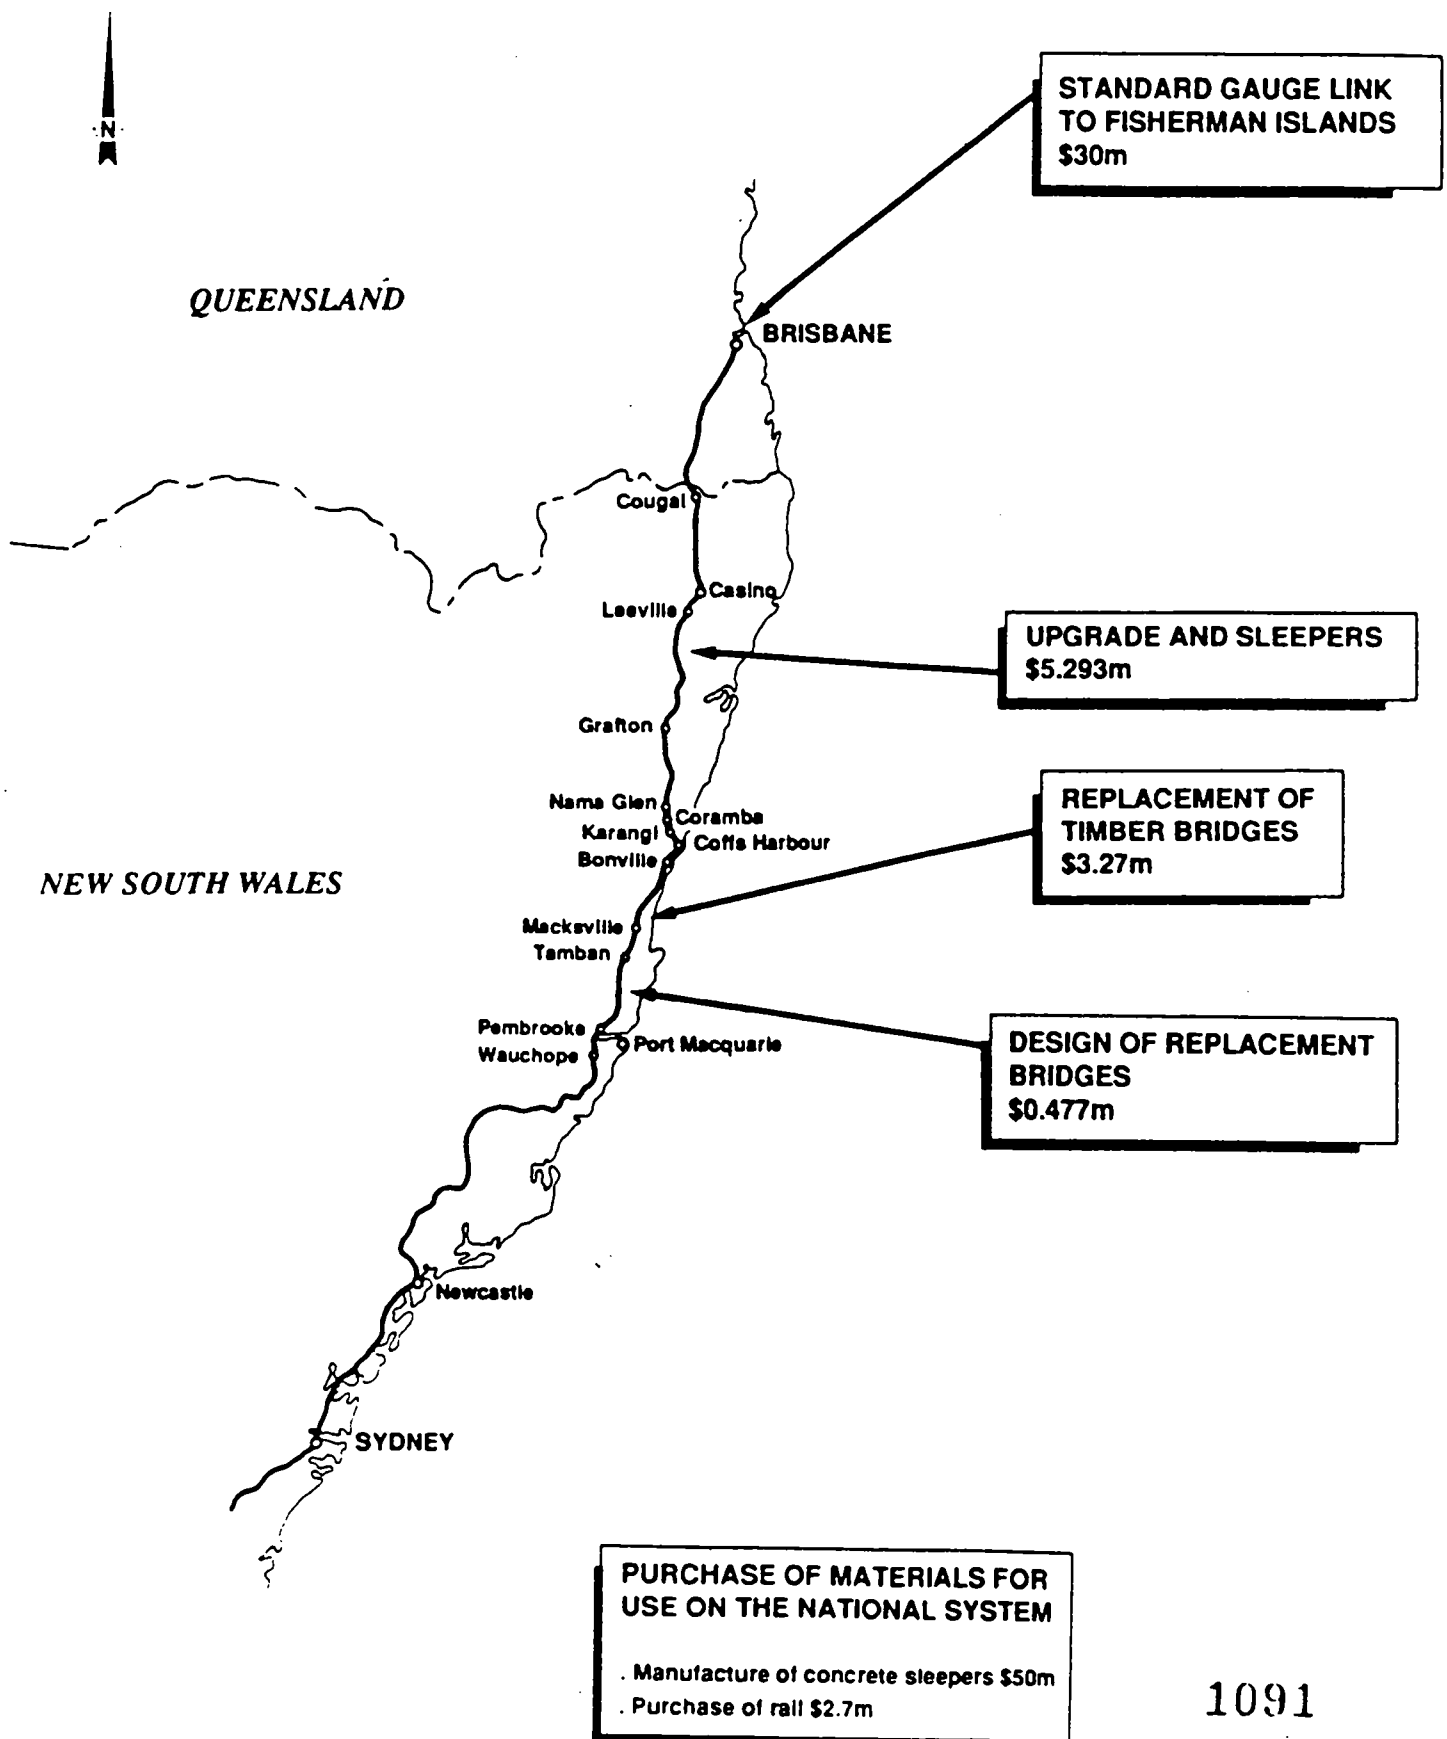 N
STANDARD GAUGE LINK
TO FISHERMAN ISLANDS
$30m
QUEENSLAND
BRISBANE
Cougal
Casino
Leeville
UPGRADE AND SLEEPERS
$5.293m
Grafton
Nama Glen
Coramba
Karangi
Coffs Harbour
Bonville
REPLACEMENT OF
TIMBER BRIDGES
$3.27m
NEW SOUTH WALES
Macksville
Tamban
Pembrooke
Port Macquarie
Wauchope
DESIGN OF REPLACEMENT
BRIDGES
$0.477m
Newcastle
SYDNEY
PURCHASE OF MATERIALS FOR
USE ON THE NATIONAL SYSTEM
. Manufacture of concrete sleepers $50m
. Purchase of rail $2.7m
1091